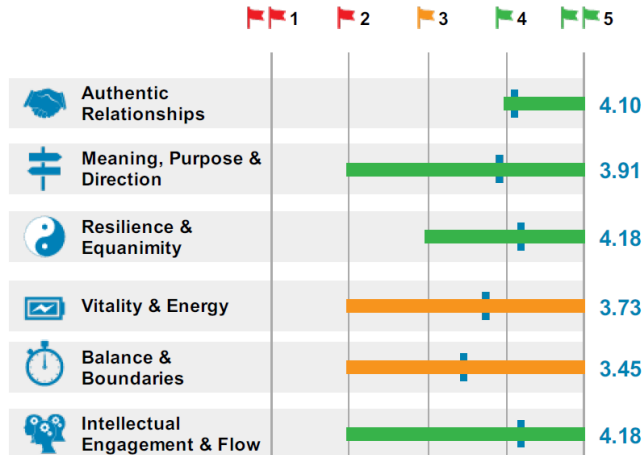 1 2 3 4 5
Authentic
Relationships
4.10
Meaning, Purpose &
Direction
3.91
Resilience &
Equanimity
4.18
Vitality & Energy
3.73
Balance &
Boundaries
3.45
Intellectual
Engagement & Flow
4.18